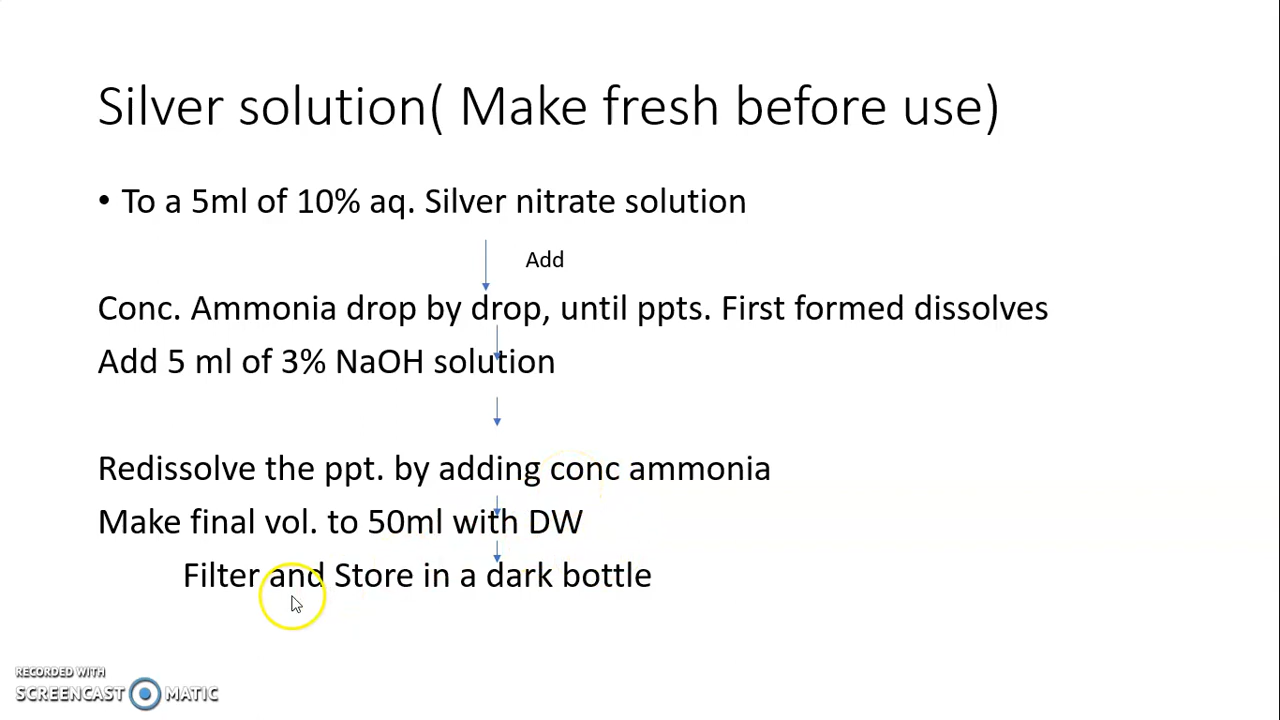 Silver solution( Make fresh before use)
• To a 5ml of 10% aq. Silver nitrate solution
Add
Conc. Ammonia drop by drop, until ppts. First formed dissolves
Add 5 ml of 3% NaOH solution
Redissolve the ppt. by adding conc ammonia
Make final vol. to 50ml with DW
Filter and Store in a dark bottle
RECORDED WITH
SCREENCAST MATIC